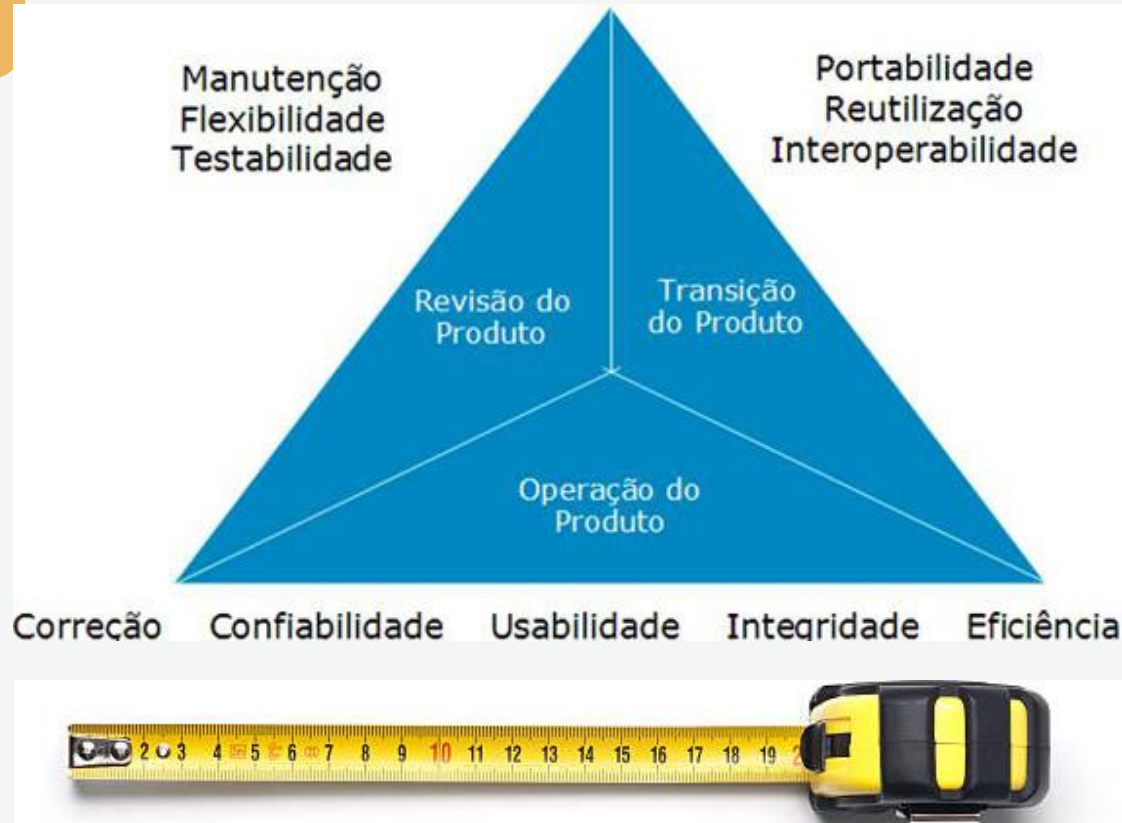 Manutenção
Flexibilidade
Testabilidade
Portabilidade
Reutilização
Interoperabilidade
Revisão do
Produto
Transição
do Produto
Operação do
Produto
Correção Confiabilidade Usabilidade Integridade Eficiência
2 3 4 5 6 7 8 9 10 11 12 13 14 15 16 17 18 19